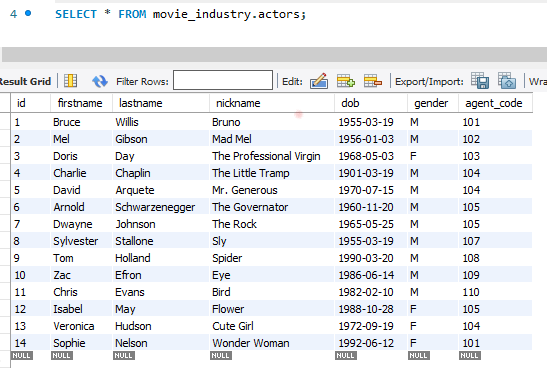 4 SELECT * FROM movie_industry.actors;
Result Grid Filter Rows: Edit: Export/Import: Wra
id firstname lastname nickname dob gender agent_code
1 Bruce Willis Bruno 1955-03-19 M 101
2 Mel Gibson Mad Mel 1956-01-03 M 102
3 Doris Day The Professional Virgin 1968-05-03 F 103
4 Charlie Chaplin The Little Tramp 1901-03-19 M 104
5 David Arquete Mr. Generous 1970-07-15 M 104
6 Arnold Schwarzenegger The Governator 1960-11-20 M 105
7 Dwayne Johnson The Rock 1965-05-25 M 105
8 Sylvester Stallone Sly 1955-03-19 M 107
9 Tom Holland Spider 1990-03-20 M 108
10 Zac Efron Eye 1986-06-14 M 109
11 Chris Evans Bird 1982-02-10 M 110
12 Isabel May Flower 1988-10-28 F 105
13 Veronica Hudson Cute Girl 1972-09-19 F 104
14 Sophie Nelson Wonder Woman 1992-06-12 F 101
NULL NULL NULL NULL NULL NULL NULL